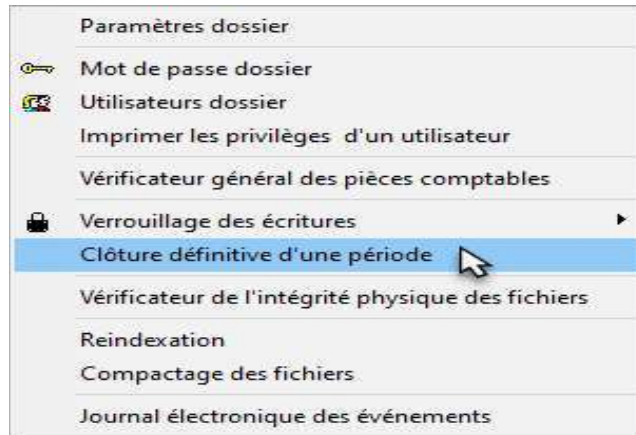 Paramètres dossier
Mot de passe dossier
Utilisateurs dossier
Imprimer les privilèges d'un utilisateur
Vérificateur général des pièces comptables
Verrouillage des écritures
Clôture définitive d'une période
Vérificateur de l'intégrité physique des fichiers
Reindexation
Compactage des fichiers
Journal électronique des événements